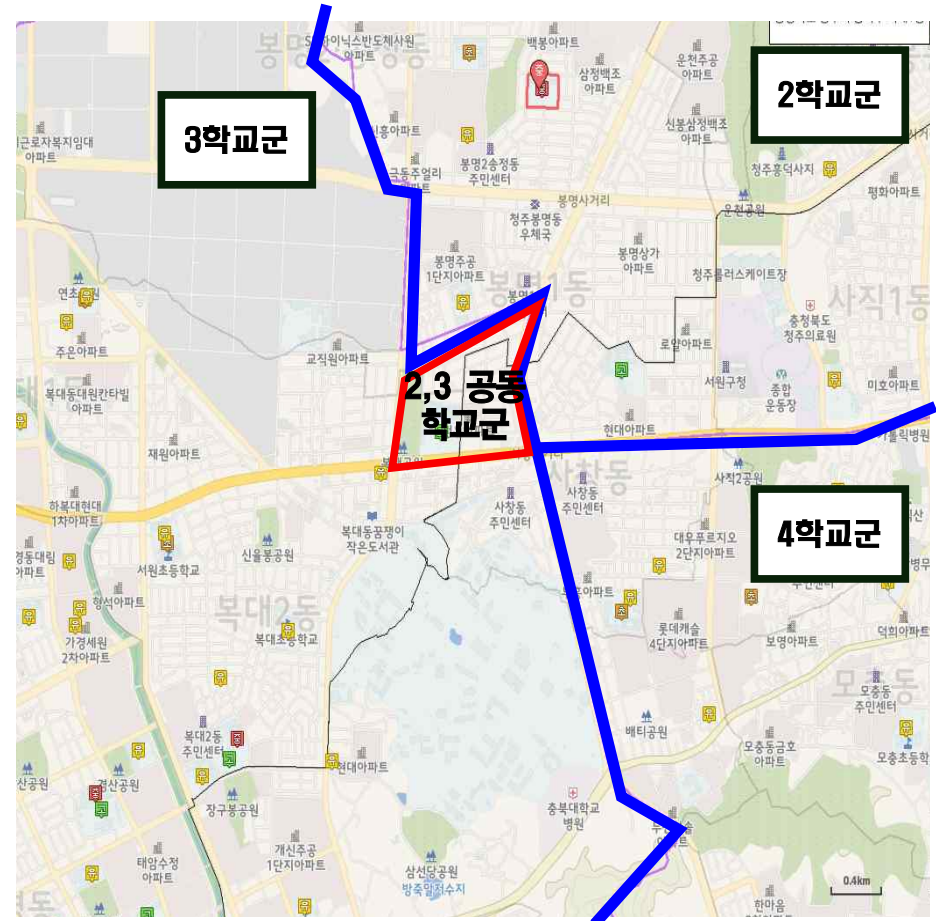 백봉아파트
삼정백조
아파트
운천주공
아파트
2학교군
3학교군
신봉삼정백조
아파트
봉명2송정동
주민센터
청주흥덕사지
평화아파트
아파트
봉명사거리
운천공원
청주봉명동
우체국
봉명주공
1단지아파트
봉명상가
아파트
봉명1동
청주롤러스케이트장
사직1동
충청북도
청주의료원
주은아파트
교직원아파트
로얄아파트
서원구청
종합
운동장
미호아파트
복대동대원칸타빌
아파트
2,3 공동
학교군
현대아파트
재원아파트
사창동
하복대현대
1차아파트
사창동
주민센터
사창동
주민센터
사직2공원
4학교군
복대동꿈쟁이
작은도서관
대우푸르지오
2단지아파트
신율봉공원
서원초등학교
형석아파트
복대2동
복대초등학교
가경세원
2차아파트
롯데캐슬
4단지아파트
보명아파트
덕희아파트
모충동
주민센터
배티공원
복대2동
주민센터
현대아파트
모충동금호
아파트
모충초등학
장구봉공원
충북대학교
병원
개신주공
1단지아파트
태암수정
아파트
삼선당공원
방죽말저수지
0.4km
한마음